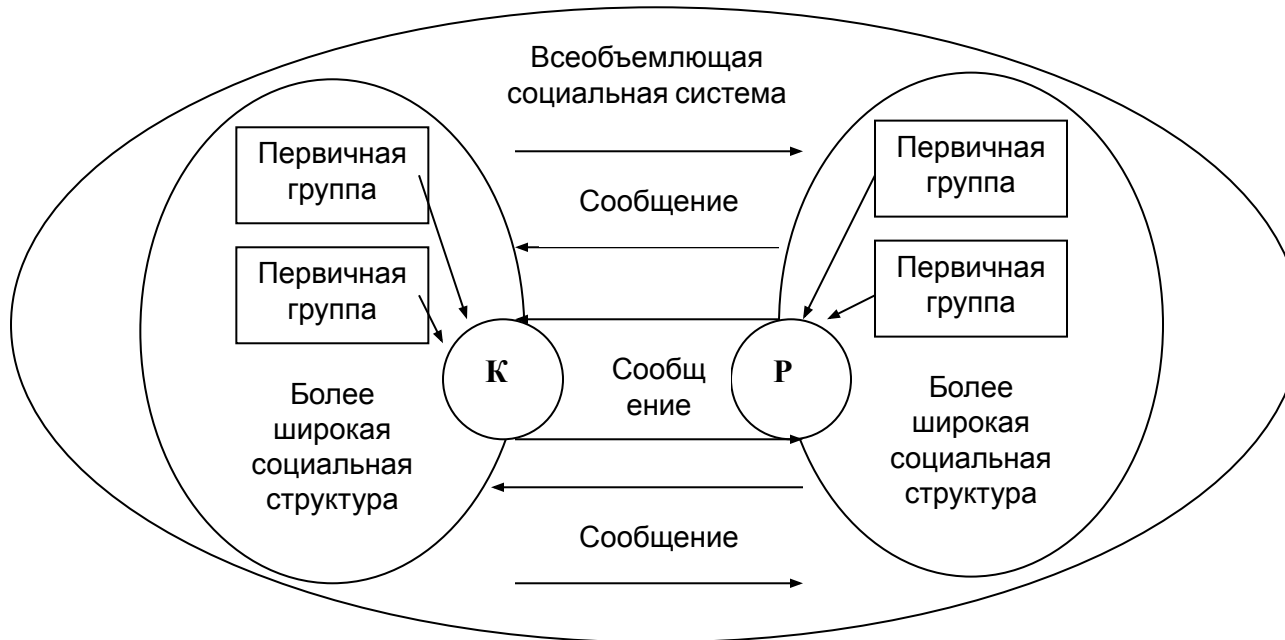 Всеобъемлющая
социальная система
Первичная
группа
Первичная
группа
Сообщение
Первичная
группа
Первичная
группа
К
Сообщ
ение
Р
Более
широкая
социальная
структура
Более
широкая
социальная
структура
Сообщение